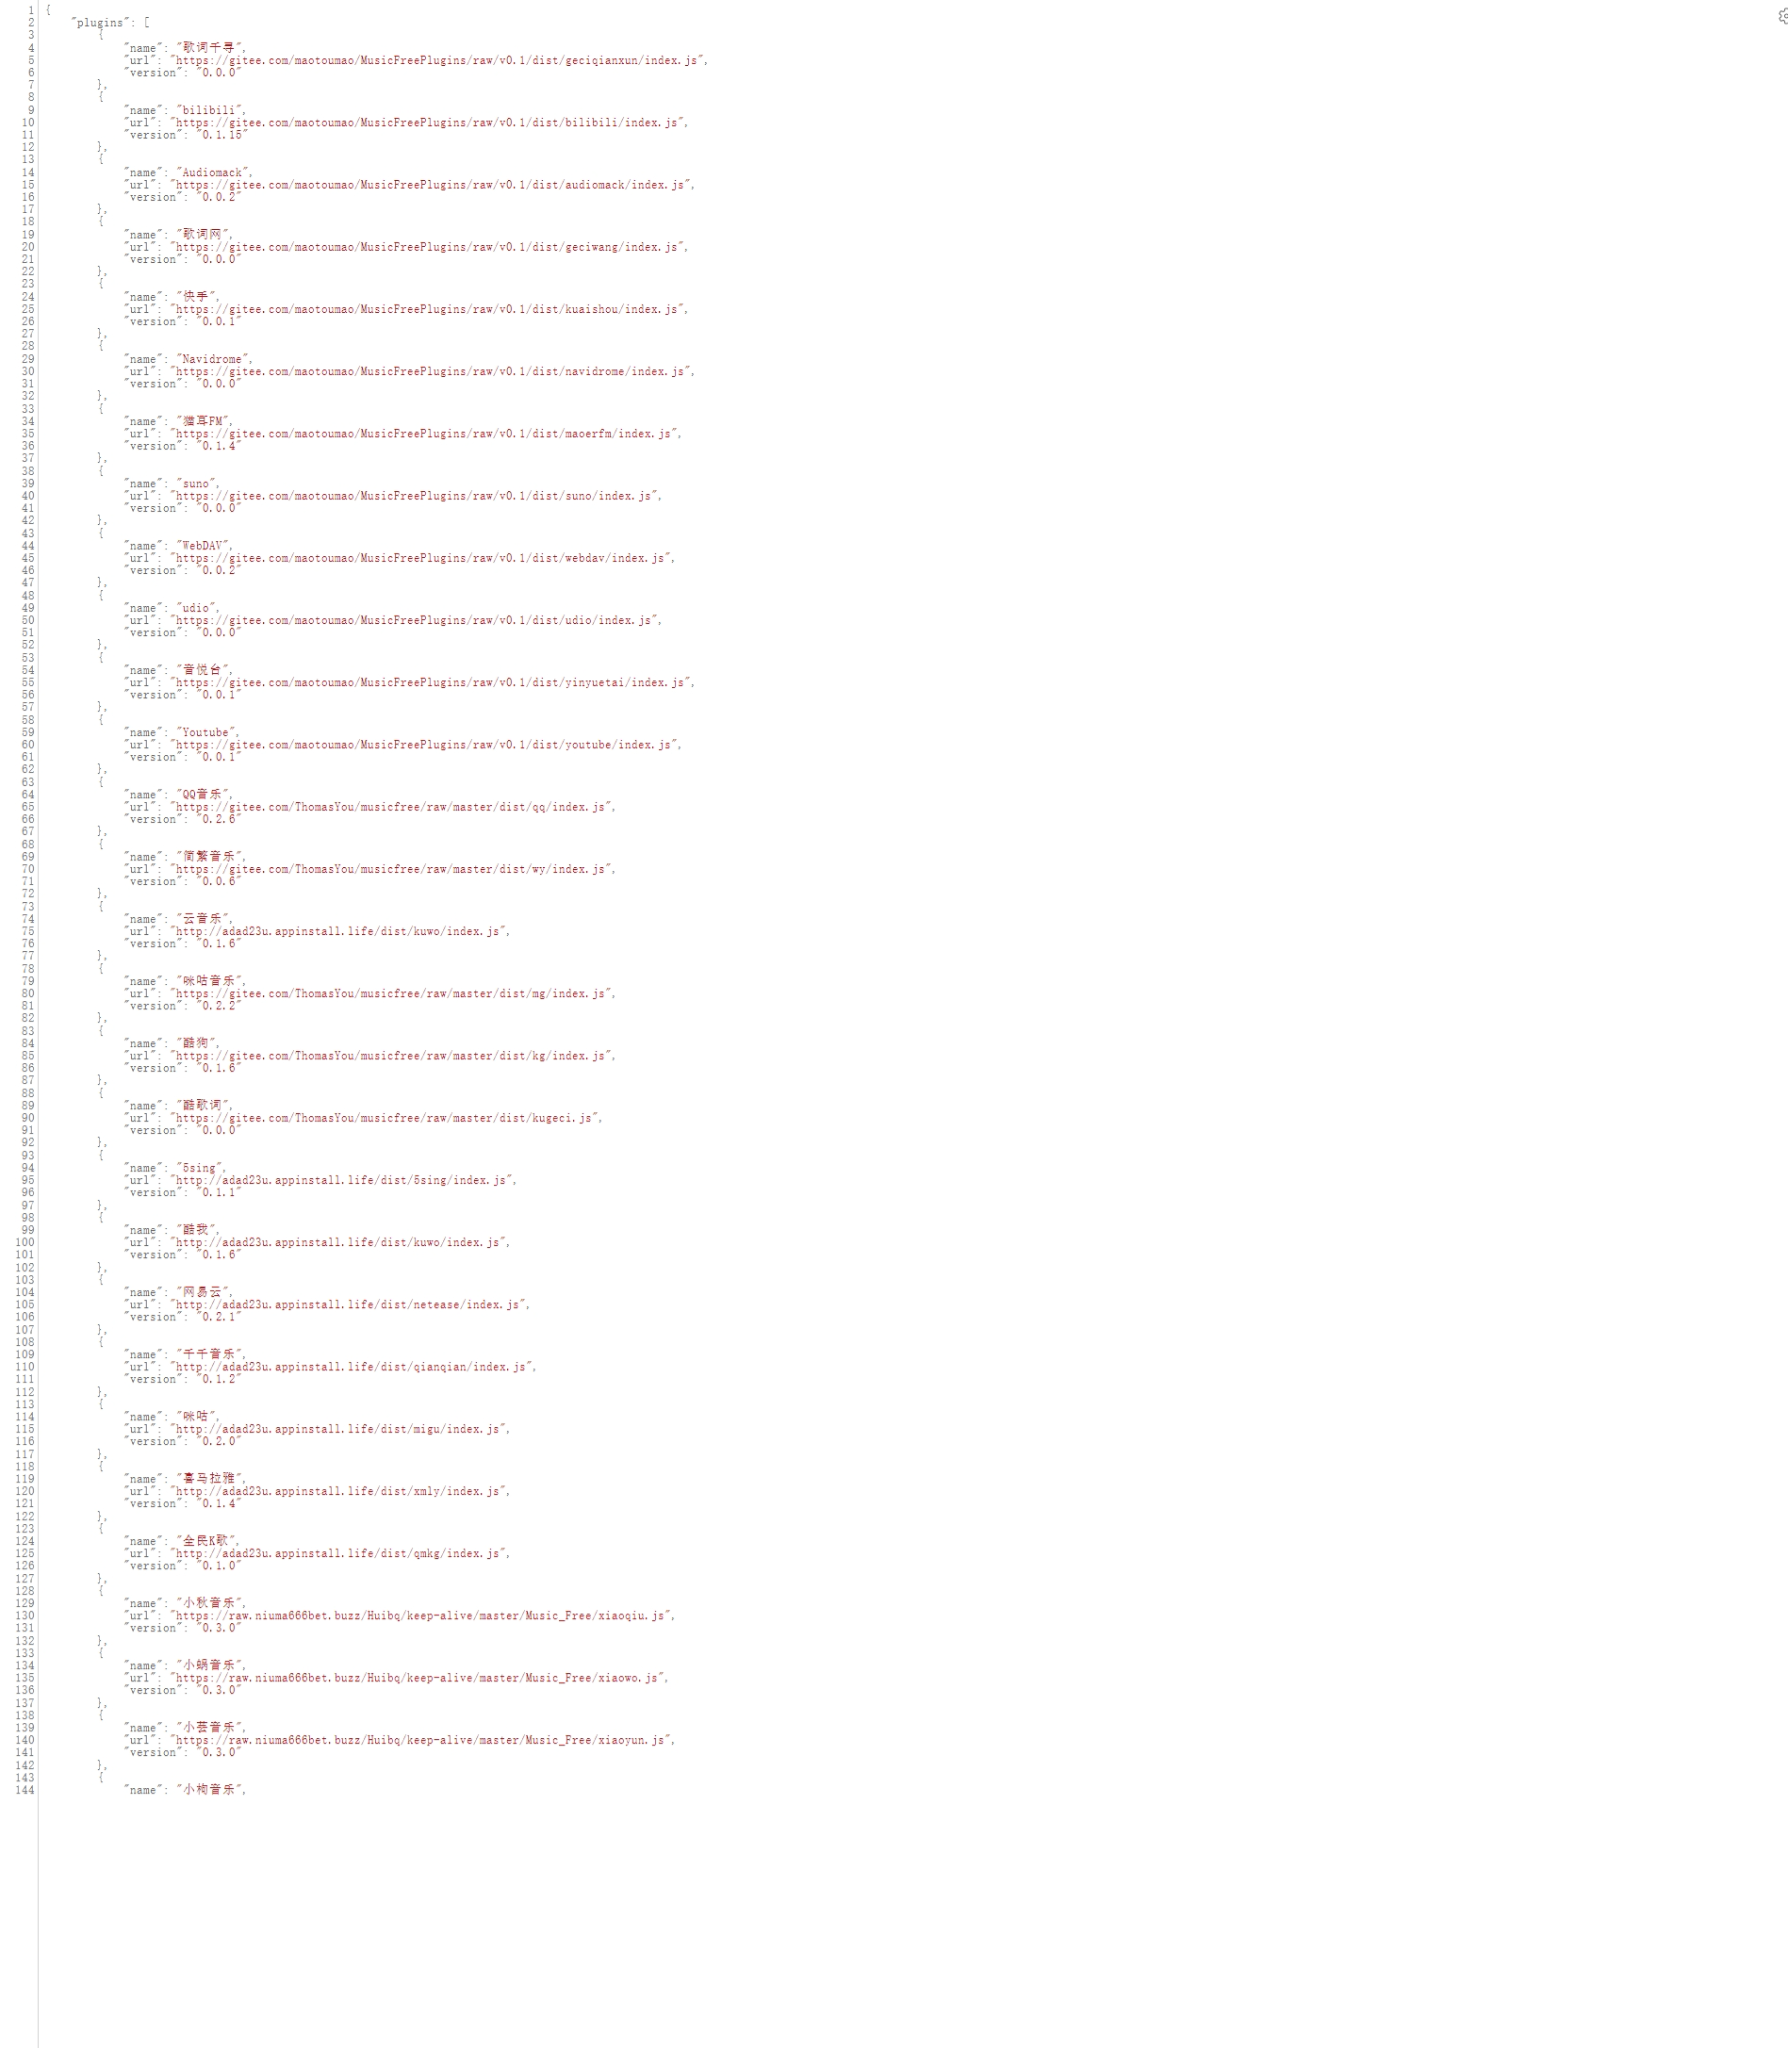 1 {
2 "plugins": [
3 {
4 "name": "歌词千寻",
5 "url": "https://gitee.com/maotoumao/MusicFreePlugins/raw/v0.1/dist/geciqianxun/index.js",
6 "version": "0.0.0"
7 },
8 {
9 "name": "bilibili",
10 "url": "https://gitee.com/maotoumao/MusicFreePlugins/raw/v0.1/dist/bilibili/index.js",
11 "version": "0.1.15"
12 },
13 {
14 "name": "Audiomack",
15 "url": "https://gitee.com/maotoumao/MusicFreePlugins/raw/v0.1/dist/audiomack/index.js",
16 "version": "0.0.2"
17 },
18 {
19 "name": "歌词网",
20 "url": "https://gitee.com/maotoumao/MusicFreePlugins/raw/v0.1/dist/geciwang/index.js",
21 "version": "0.0.0"
22 },
23 {
24 "name": "快手",
25 "url": "https://gitee.com/maotoumao/MusicFreePlugins/raw/v0.1/dist/kuaishou/index.js",
26 "version": "0.0.1"
27 },
28 {
29 "name": "Navidrome",
30 "url": "https://gitee.com/maotoumao/MusicFreePlugins/raw/v0.1/dist/navidrome/index.js",
31 "version": "0.0.0"
32 },
33 {
34 "name": "猫耳FM",
35 "url": "https://gitee.com/maotoumao/MusicFreePlugins/raw/v0.1/dist/maoerfm/index.js",
36 "version": "0.1.4"
37 },
38 {
39 "name": "suno",
40 "url": "https://gitee.com/maotoumao/MusicFreePlugins/raw/v0.1/dist/suno/index.js",
41 "version": "0.0.0"
42 },
43 {
44 "name": "WebDAV",
45 "url": "https://gitee.com/maotoumao/MusicFreePlugins/raw/v0.1/dist/webdav/index.js",
46 "version": "0.0.2"
47 },
48 {
49 "name": "udio",
50 "url": "https://gitee.com/maotoumao/MusicFreePlugins/raw/v0.1/dist/udio/index.js",
51 "version": "0.0.0"
52 },
53 {
54 "name": "音悦台",
55 "url": "https://gitee.com/maotoumao/MusicFreePlugins/raw/v0.1/dist/yinyuetai/index.js",
56 "version": "0.0.1"
57 },
58 {
59 "name": "Youtube",
60 "url": "https://gitee.com/maotoumao/MusicFreePlugins/raw/v0.1/dist/youtube/index.js",
61 "version": "0.0.1"
62 },
63 {
64 "name": "QQ音乐",
65 "url": "https://gitee.com/ThomasYou/musicfree/raw/master/dist/qq/index.js",
66 "version": "0.2.6"
67 },
68 {
69 "name": "简繁音乐",
70 "url": "https://gitee.com/ThomasYou/musicfree/raw/master/dist/wy/index.js",
71 "version": "0.0.6"
72 },
73 {
74 "name": "云音乐",
75 "url": "http://adad23u.appinstall.life/dist/kuwo/index.js",
76 "version": "0.1.6"
77 },
78 {
79 "name": "咪咕音乐",
80 "url": "https://gitee.com/ThomasYou/musicfree/raw/master/dist/mg/index.js",
81 "version": "0.2.2"
82 },
83 {
84 "name": "酷狗",
85 "url": "https://gitee.com/ThomasYou/musicfree/raw/master/dist/kg/index.js",
86 "version": "0.1.6"
87 },
88 {
89 "name": "酷歌词",
90 "url": "https://gitee.com/ThomasYou/musicfree/raw/master/dist/kugeci.js",
91 "version": "0.0.0"
92 },
93 {
94 "name": "5sing",
95 "url": "http://adad23u.appinstall.life/dist/5sing/index.js",
96 "version": "0.1.1"
97 },
98 {
99 "name": "酷我",
100 "url": "http://adad23u.appinstall.life/dist/kuwo/index.js",
101 "version": "0.1.6"
102 },
103 {
104 "name": "网易云",
105 "url": "http://adad23u.appinstall.life/dist/netease/index.js",
106 "version": "0.2.1"
107 },
108 {
109 "name": "千千音乐",
110 "url": "http://adad23u.appinstall.life/dist/qianqian/index.js",
111 "version": "0.1.2"
112 },
113 {
114 "name": "咪咕",
115 "url": "http://adad23u.appinstall.life/dist/migu/index.js",
116 "version": "0.2.0"
117 },
118 {
119 "name": "喜马拉雅",
120 "url": "http://adad23u.appinstall.life/dist/xmly/index.js",
121 "version": "0.1.4"
122 },
123 {
124 "name": "全民K歌",
125 "url": "http://adad23u.appinstall.life/dist/qmkg/index.js",
126 "version": "0.1.0"
127 },
128 {
129 "name": "小秋音乐",
130 "url": "https://raw.niuma666bet.buzz/Huibq/keep-alive/master/Music_Free/xiaoqiu.js",
131 "version": "0.3.0"
132 },
133 {
134 "name": "小蜗音乐",
135 "url": "https://raw.niuma666bet.buzz/Huibq/keep-alive/master/Music_Free/xiaowo.js",
136 "version": "0.3.0"
137 },
138 {
139 "name": "小芸音乐",
140 "url": "https://raw.niuma666bet.buzz/Huibq/keep-alive/master/Music_Free/xiaoyun.js",
141 "version": "0.3.0"
142 },
143 {
144 "name": "小枸音乐",